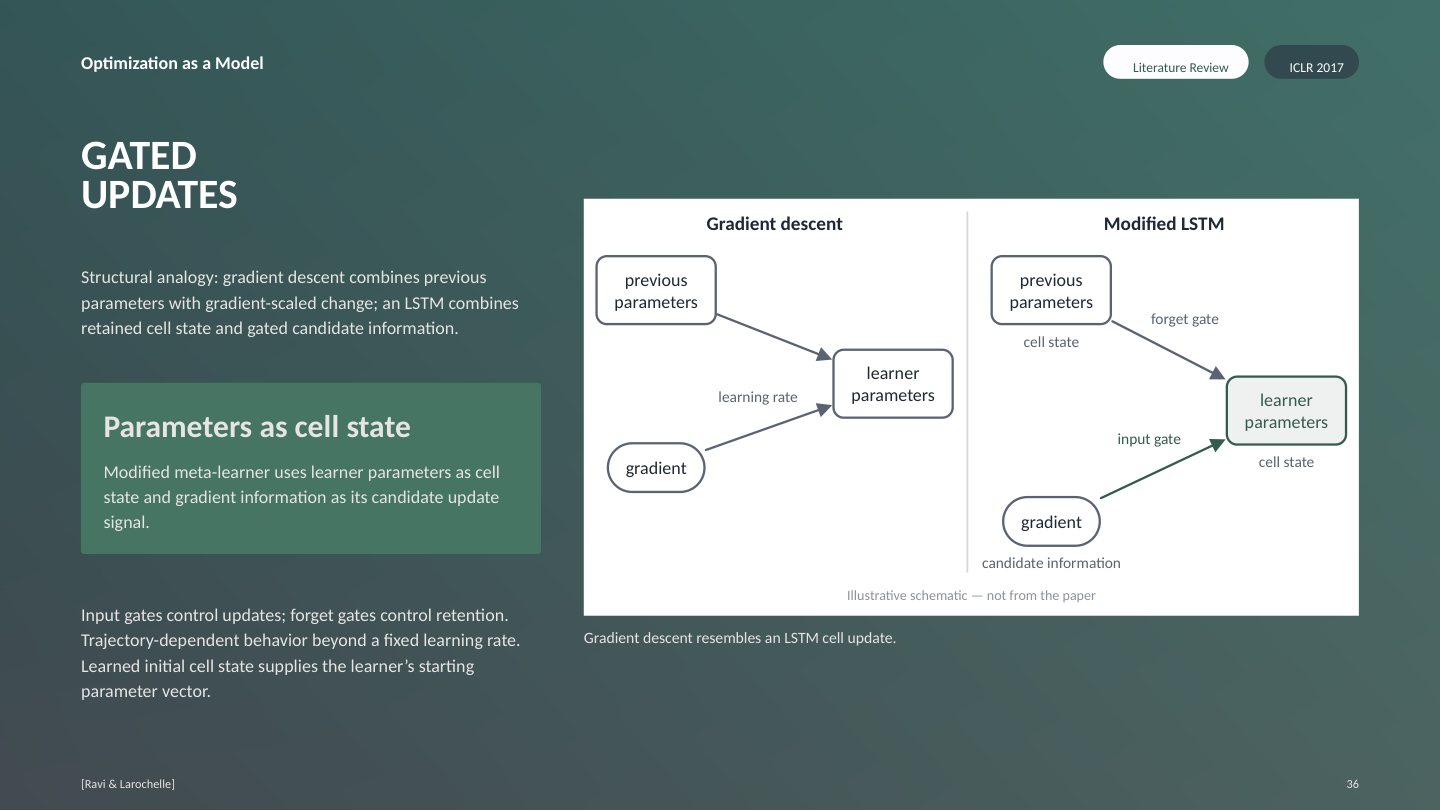 Optimization as a Model
Literature Review
ICLR 2017
GATED
UPDATES
Structural analogy: gradient descent combines previous
parameters with gradient-scaled change; an LSTM combines
retained cell state and gated candidate information.
Parameters as cell state
Modified meta-learner uses learner parameters as cell
state and gradient information as its candidate update
signal.
Input gates control updates; forget gates control retention.
Trajectory-dependent behavior beyond a fixed learning rate.
Learned initial cell state supplies the learner’s starting
parameter vector.
Gradient descent
previous
parameters
learner
parameters
learning rate
gradient
Modified LSTM
previous
parameters
cell state
forget gate
learner
parameters
cell state
input gate
gradient
candidate information
Illustrative schematic — not from the paper
Gradient descent resembles an LSTM cell update.
[Ravi & Larochelle]
36